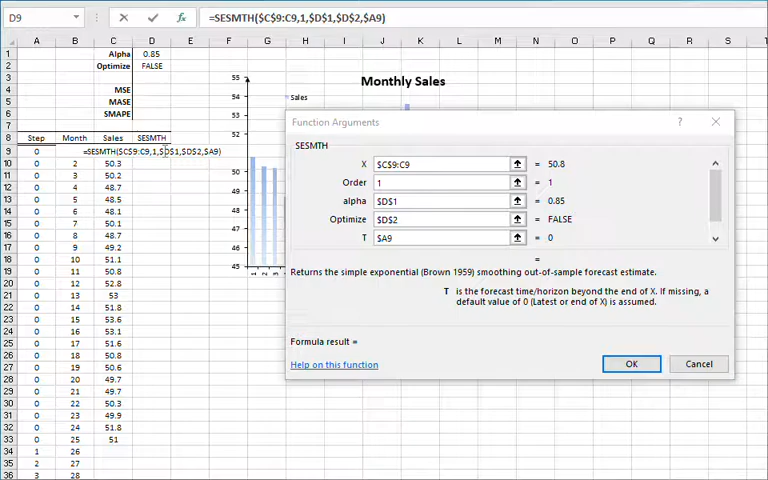 D9 fx =SESMTH($C$9:C9,1,$D$1,$D$2,$A9)
A B C D E F G H I J K L M N O P Q R S
1 Alpha 0.85
2 Optimize FALSE
3
4 MSE
5 MASE
6 SMAPE
7
8 Step Month Sales SESMTH
9 0 =SESMTH($C$9:C9,1,$D$1,$D$2,$A9)
10 0 2 50.3
11 0 3 50.2
12 0 4 48.7
13 0 5 48.5
14 0 6 48.1
15 0 7 50.1
16 0 8 48.7
17 0 9 49.2
18 0 10 51.1
19 0 11 50.8
20 0 12 52.8
21 0 13 53
22 0 14 51.8
23 0 15 53.6
24 0 16 53.1
25 0 17 51.6
26 0 18 50.8
27 0 19 50.6
28 0 20 49.7
29 0 21 49.7
30 0 22 50.3
31 0 23 49.9
32 0 24 51.8
33 0 25 51
34 1 26
35 2 27
36 3 28
Monthly Sales
Sales
55
54
53
52
51
50
49
48
47
46
45
1 2 3
Function Arguments ?
SESMTH
X $C$9:C9 = 50.8
Order 1 = 1
alpha $D$1 = 0.85
Optimize $D$2 = FALSE
T $A9 = 0
=
Returns the simple exponential (Brown 1959) smoothing out-of-sample forecast estimate.
T is the forecast time/horizon beyond the end of X. If missing, a
default value of 0 (Latest or end of X) is assumed.
Formula result =
Help on this function
OK Cancel